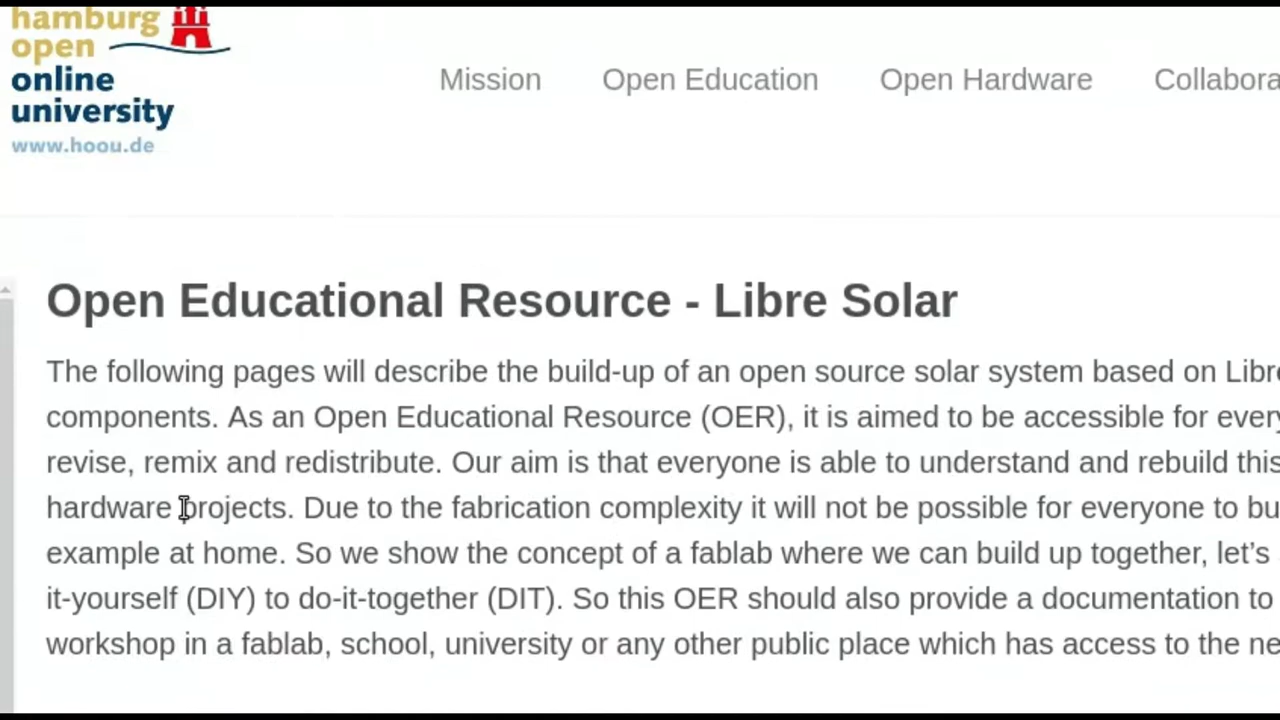 hamburg
open
online
university
www.hoou.de
Mission Open Education Open Hardware Collabora
Open Educational Resource - Libre Solar
The following pages will describe the build-up of an open source solar system based on Libre
components. As an Open Educational Resource (OER), it is aimed to be accessible for every
revise, remix and redistribute. Our aim is that everyone is able to understand and rebuild this
hardware projects. Due to the fabrication complexity it will not be possible for everyone to bu
example at home. So we show the concept of a fablab where we can build up together, let’s
it-yourself (DIY) to do-it-together (DIT). So this OER should also provide a documentation to
workshop in a fablab, school, university or any other public place which has access to the ne